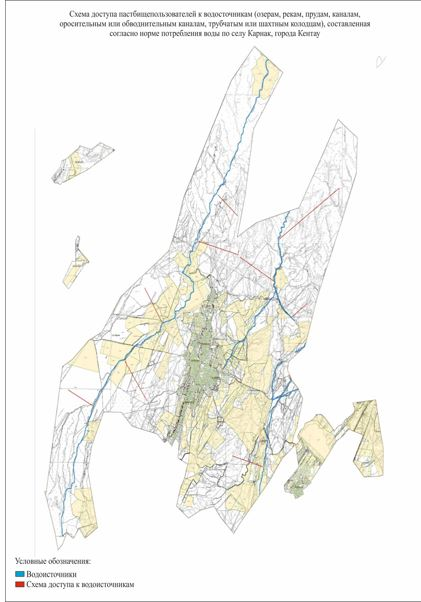 Схема доступа пастбищепользователей к водоисточникам (озерам, рекам, прудам, каналам,
оросительным или обводнительным каналам, трубчатым или шахтным колодцам), составленная
согласно норме потребления воды по селу Карнак, города Кентау
Условные обозначения:
Водоисточники
Схема доступа к водоисточникам